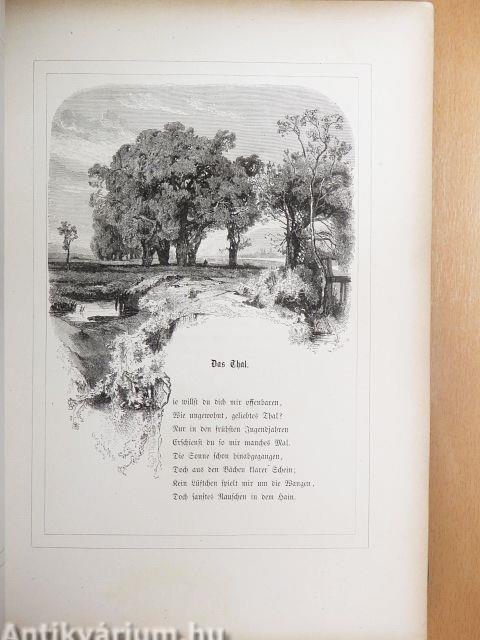 Das Thal.
ie willst du dich mir offenbaren,
Wie ungewohnt, geliebtes Thal?
Nur in den frühsten Jugendjahren
Erschienst du so mir manches Mal.
Die Sonne schon hinabgegangen,
Doch aus den Bächen klarer Schein;
Kein Lüftchen spielt mir um die Wangen,
Doch sanftes Rauschen in dem Hain.
Antikvárium.hu